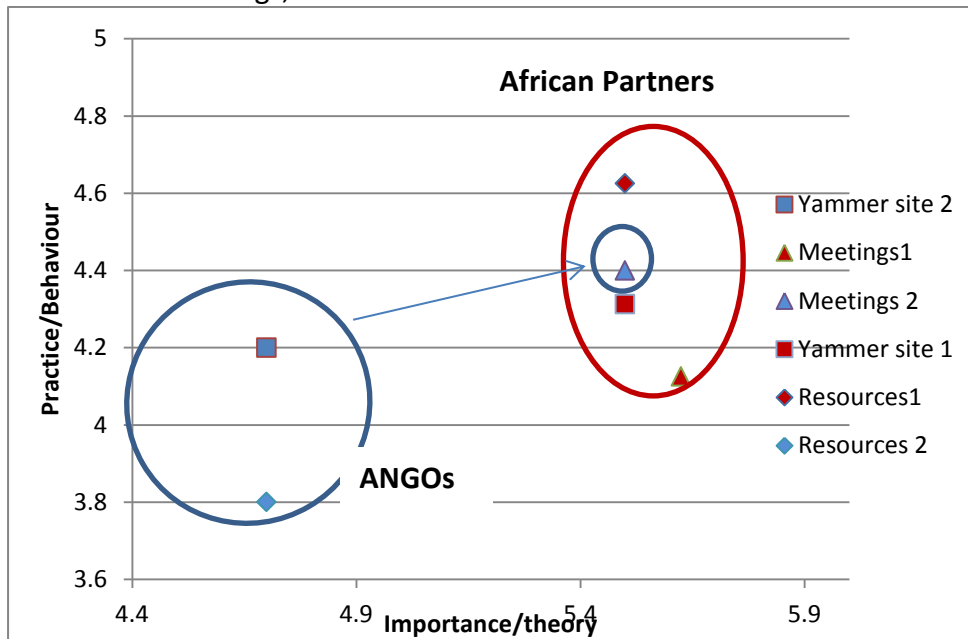 African Partners
5
4.8
4.6
4.4
4.2
4
3.8
3.6
Practice/Behaviour
ANGOs
Yammer site 2
Meetings1
Meetings 2
Yammer site 1
Resources1
Resources 2
4.4
4.9
5.4
5.9
Importance/theory